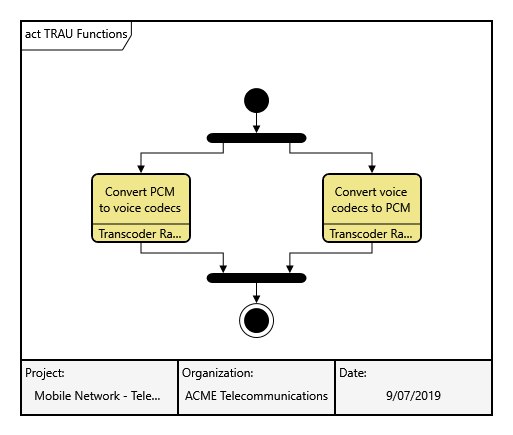 act TRAU Functions
Convert PCM
to voice codecs
Transcoder Ra...
Convert voice
codecs to PCM
Transcoder Ra...
Project:
Mobile Network - Tele...
Organization:
ACME Telecommunications
Date:
9/07/2019